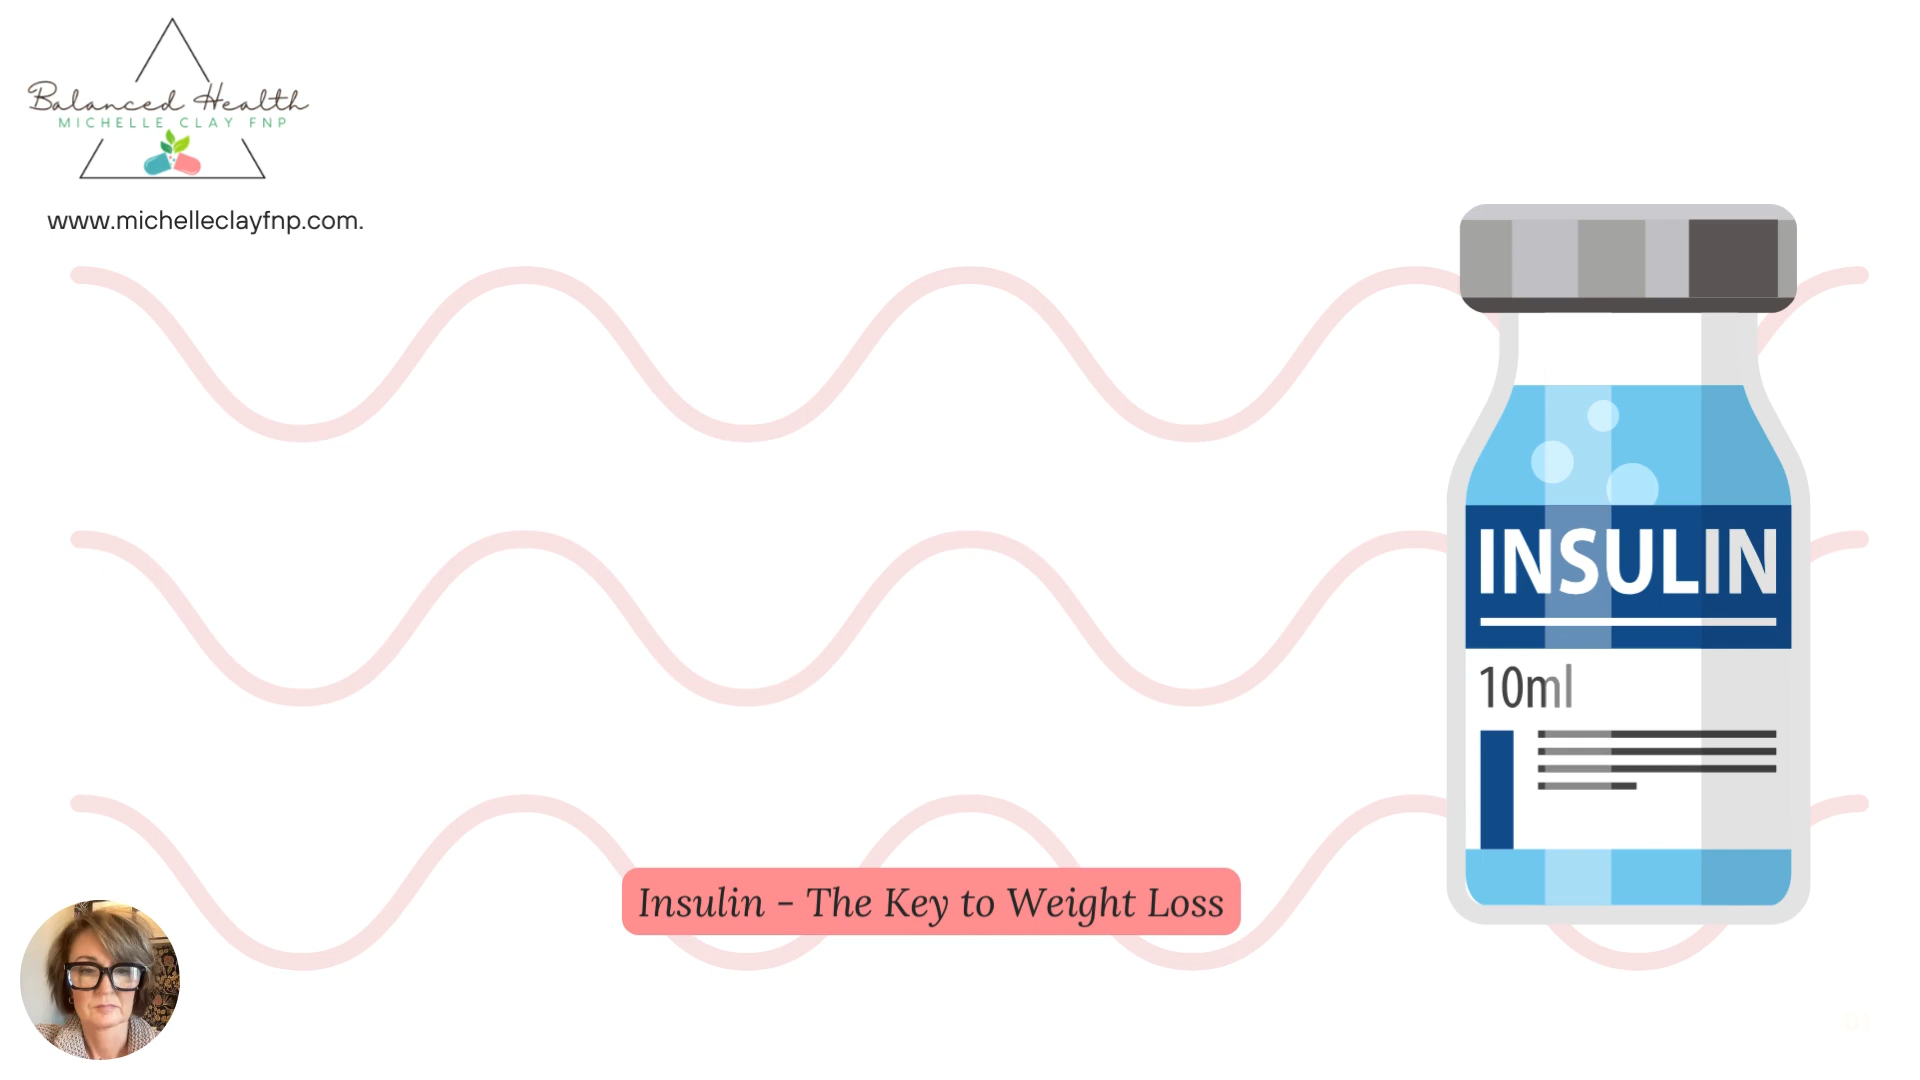 Balanced Health
MICHELLE CLAY FNP
www.michelleclayfnp.com.
INSULIN
10ml
Insulin - The Key to Weight Loss